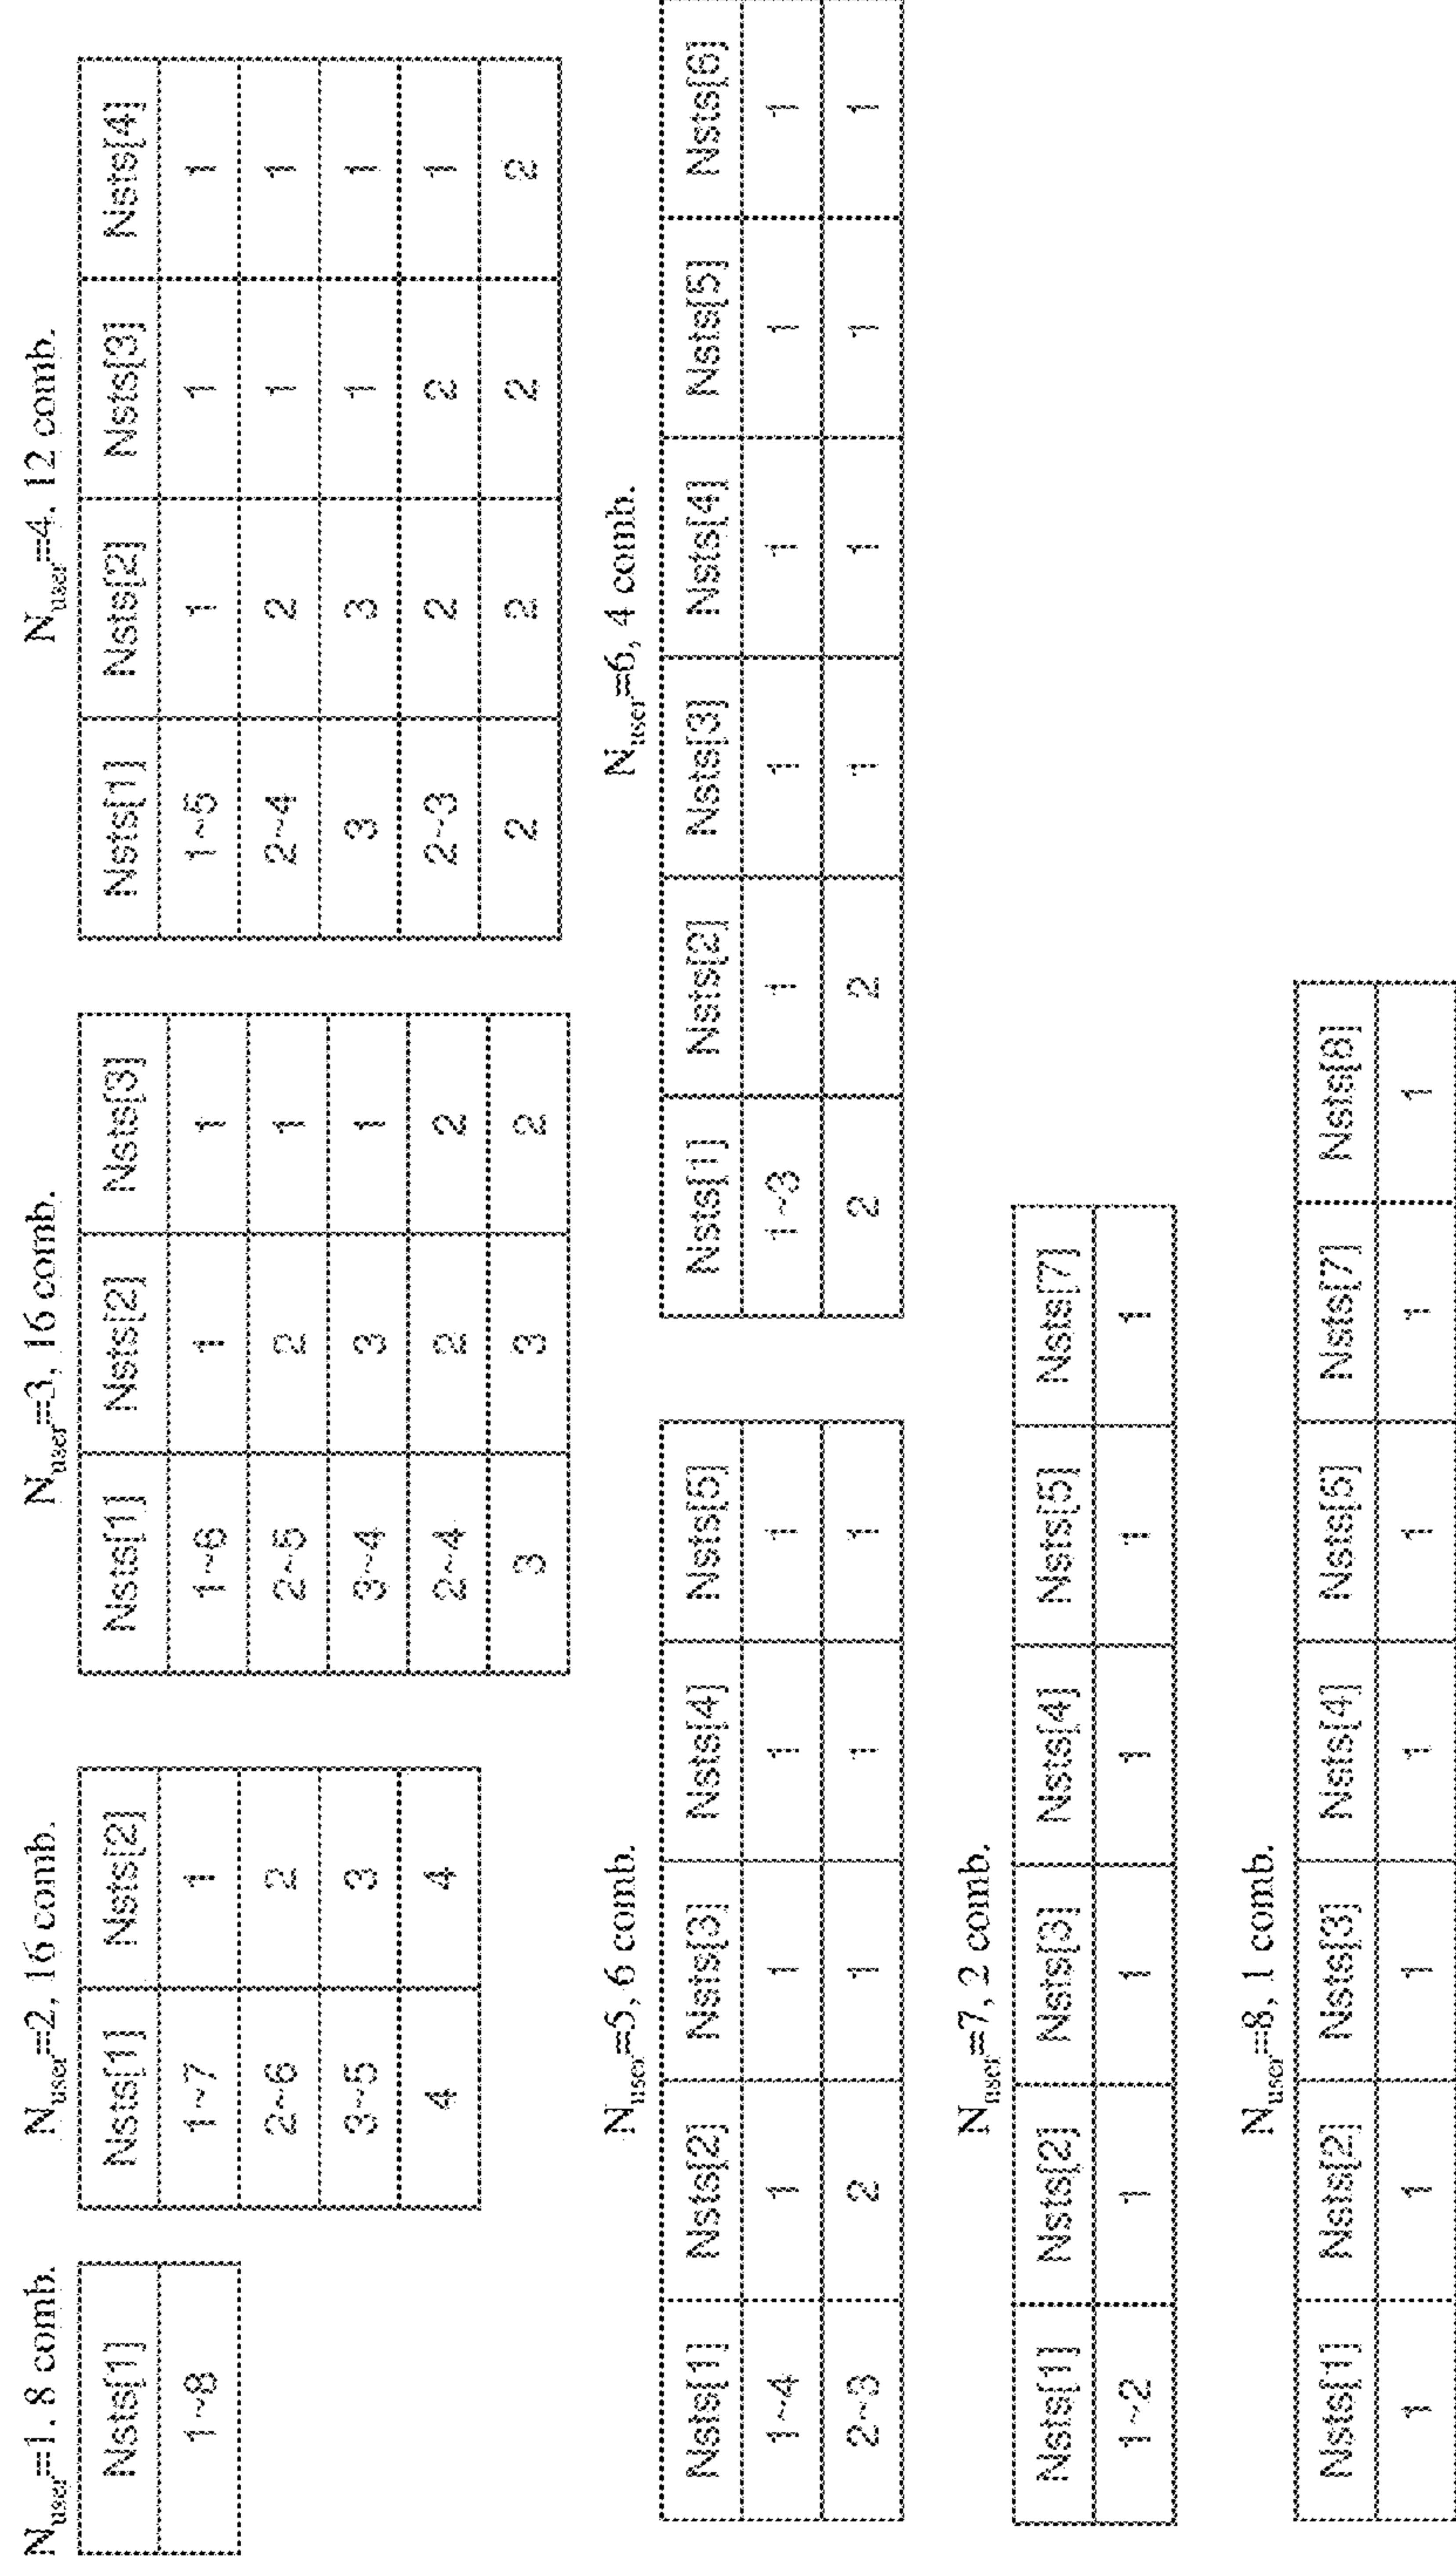 Nuser=1, 8 comb.
Nsts[1]
1~8
Nuser=2, 16 comb.
Nsts[1] Nsts[2]
1~7 1
2~6 2
3~5 3
4 4
Nuser=3, 16 comb.
Nsts[1] Nsts[2] Nsts[3]
1~6 1 1
2~5 2 1
3~4 3 1
2~4 2 2
3 3 2
Nuser=4, 12 comb.
Nsts[1] Nsts[2] Nsts[3] Nsts[4]
1~5 1 1 1
2~4 2 1 1
3 3 1 1
2~3 2 2 1
2 2 2 2
Nuser=5, 6 comb.
Nsts[1] Nsts[2] Nsts[3] Nsts[4] Nsts[5]
1~4 1 1 1 1
2~3 2 1 1 1
Nuser=6, 4 comb.
Nsts[1] Nsts[2] Nsts[3] Nsts[4] Nsts[5] Nsts[6]
1~3 1 1 1 1 1
2 2 1 1 1 1
Nuser=7, 2 comb.
Nsts[1] Nsts[2] Nsts[3] Nsts[4] Nsts[5] Nsts[7]
1~2 1 1 1 1 1
Nuser=8, 1 comb.
Nsts[1] Nsts[2] Nsts[3] Nsts[4] Nsts[5] Nsts[7] Nsts[8]
1 1 1 1 1 1 1